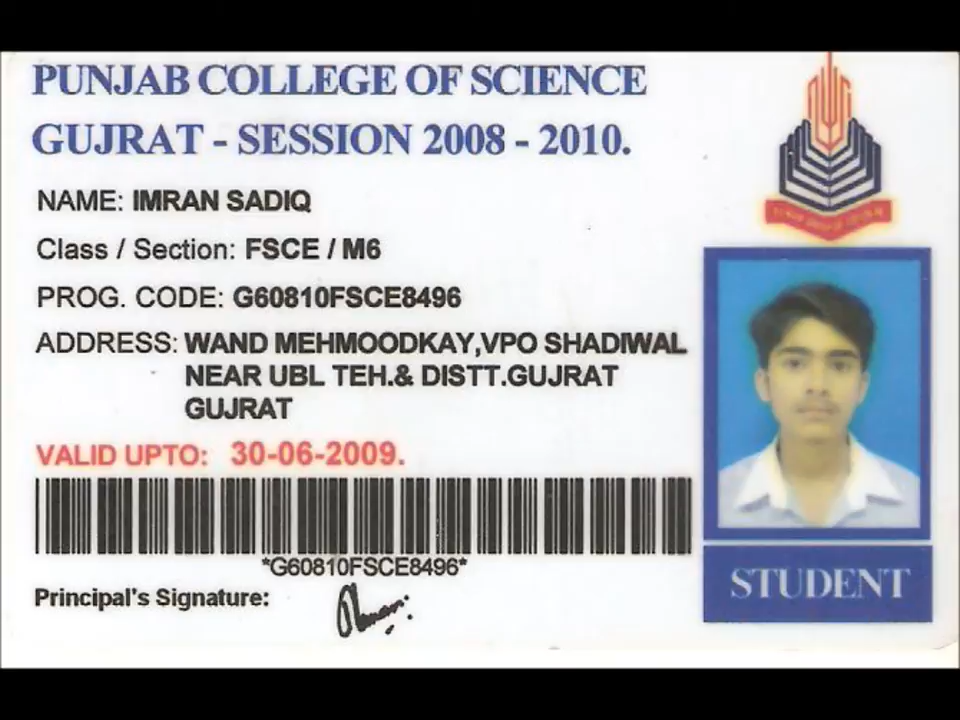 PUNJAB COLLEGE OF SCIENCE
GUJRAT - SESSION 2008 - 2010.
NAME: IMRAN SADIQ
Class / Section: FSCE / M6
PROG. CODE: G60810FSCE8496
ADDRESS: WAND MEHMOODKAY,VPO SHADIWAL
NEAR UBL TEH.& DISTT.GUJRAT
GUJRAT
VALID UPTO: 30-06-2009.
*G60810FSCE8496*
Principal's Signature:
STUDENT